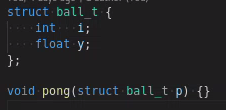 struct ball_t {
    int i;
    float y;
};
void pong(struct ball_t p) {}